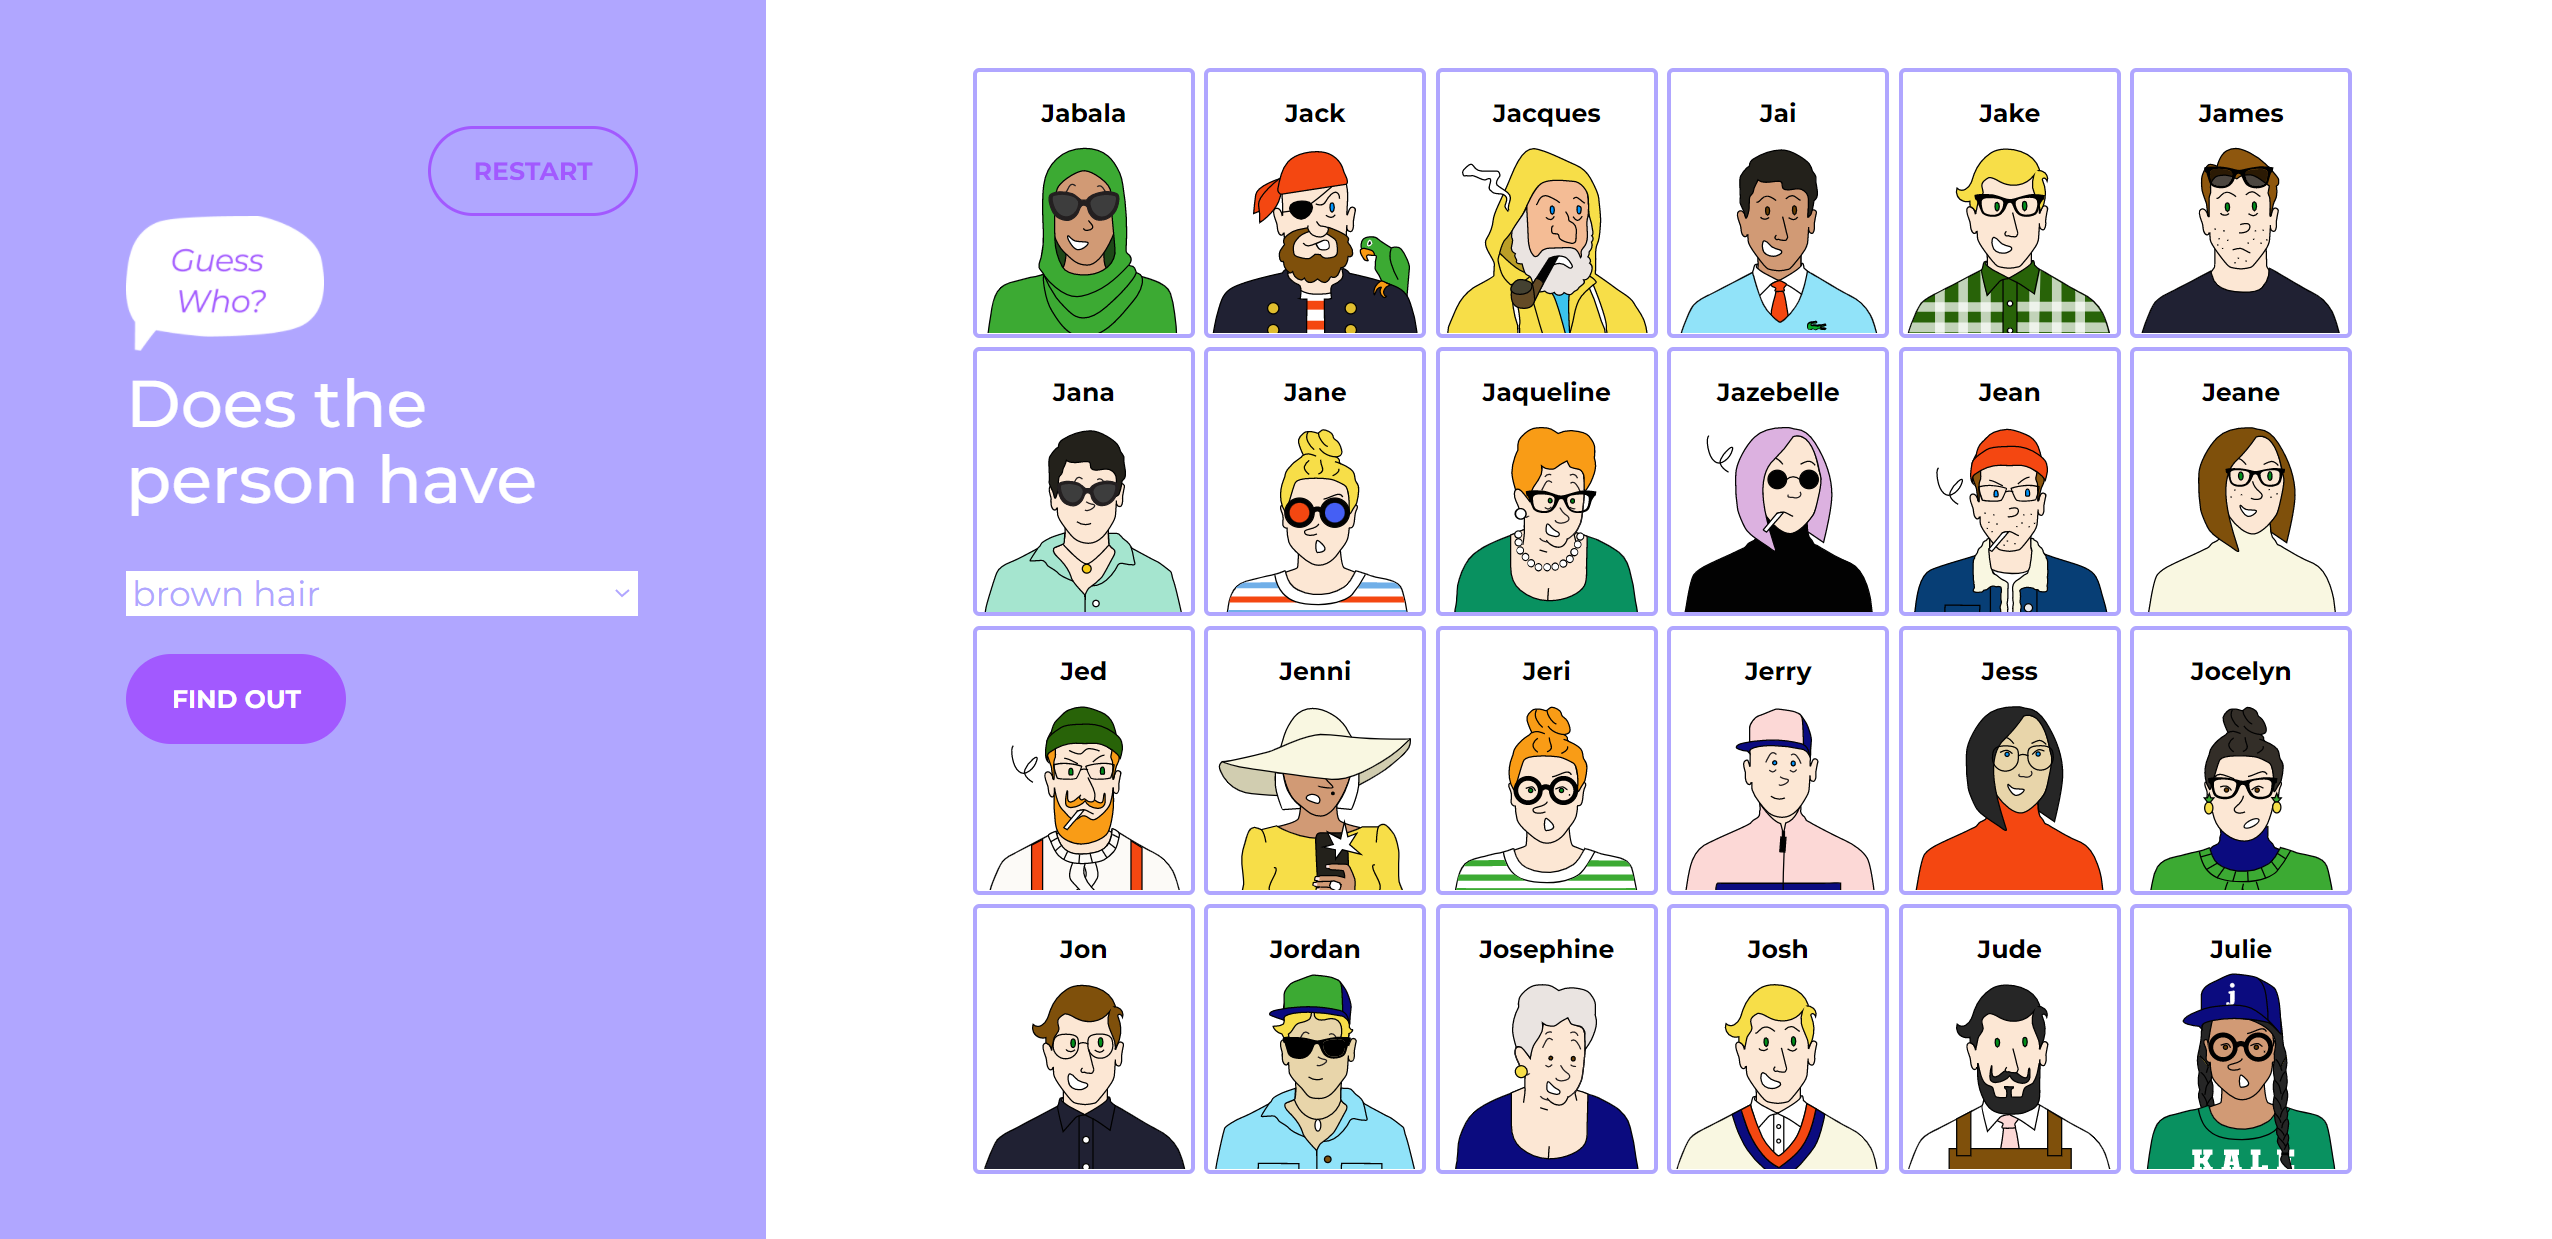 RESTART
Guess
Who?
Does the
person have
brown hair
FIND OUT
Jabala
Jack
Jacques
Jai
Jake
James
Jana
Jane
Jaqueline
Jazebelle
Jean
Jeane
Jed
Jenni
Jeri
Jerry
Jess
Jocelyn
Jon
Jordan
Josephine
Josh
Jude
Julie
j
KALE